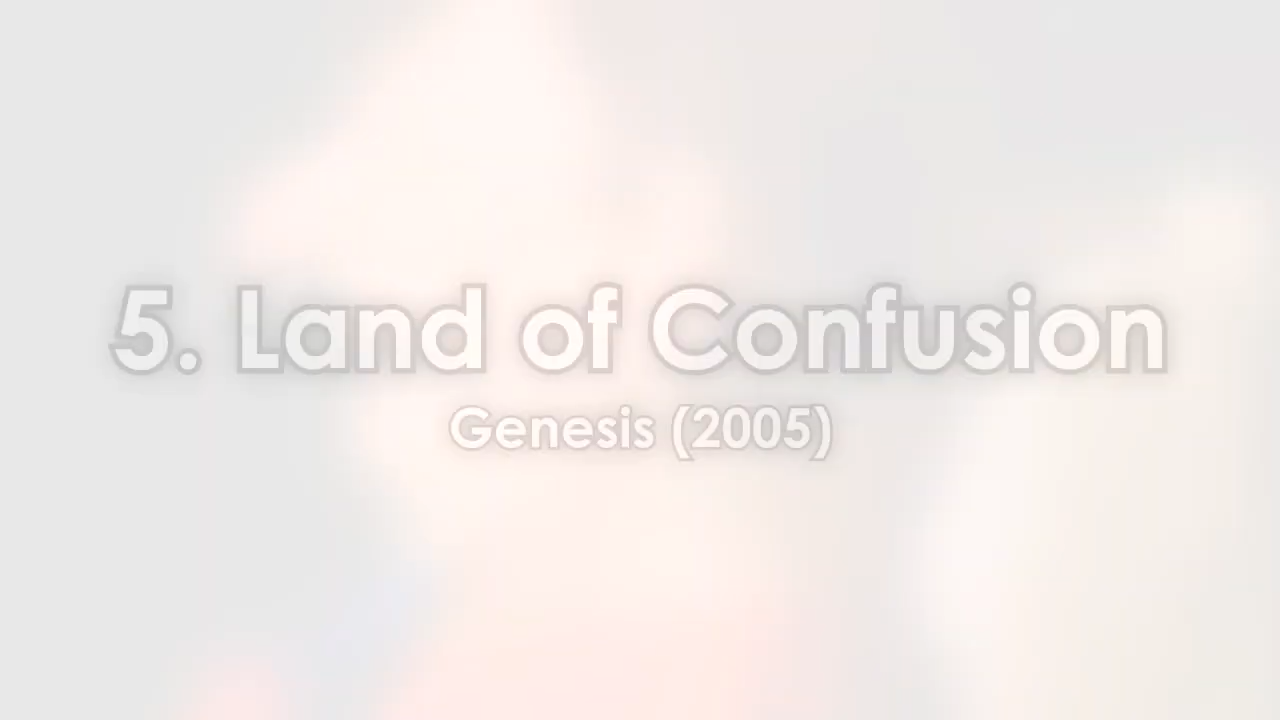 5. Land of Confusion
Genesis (2005)